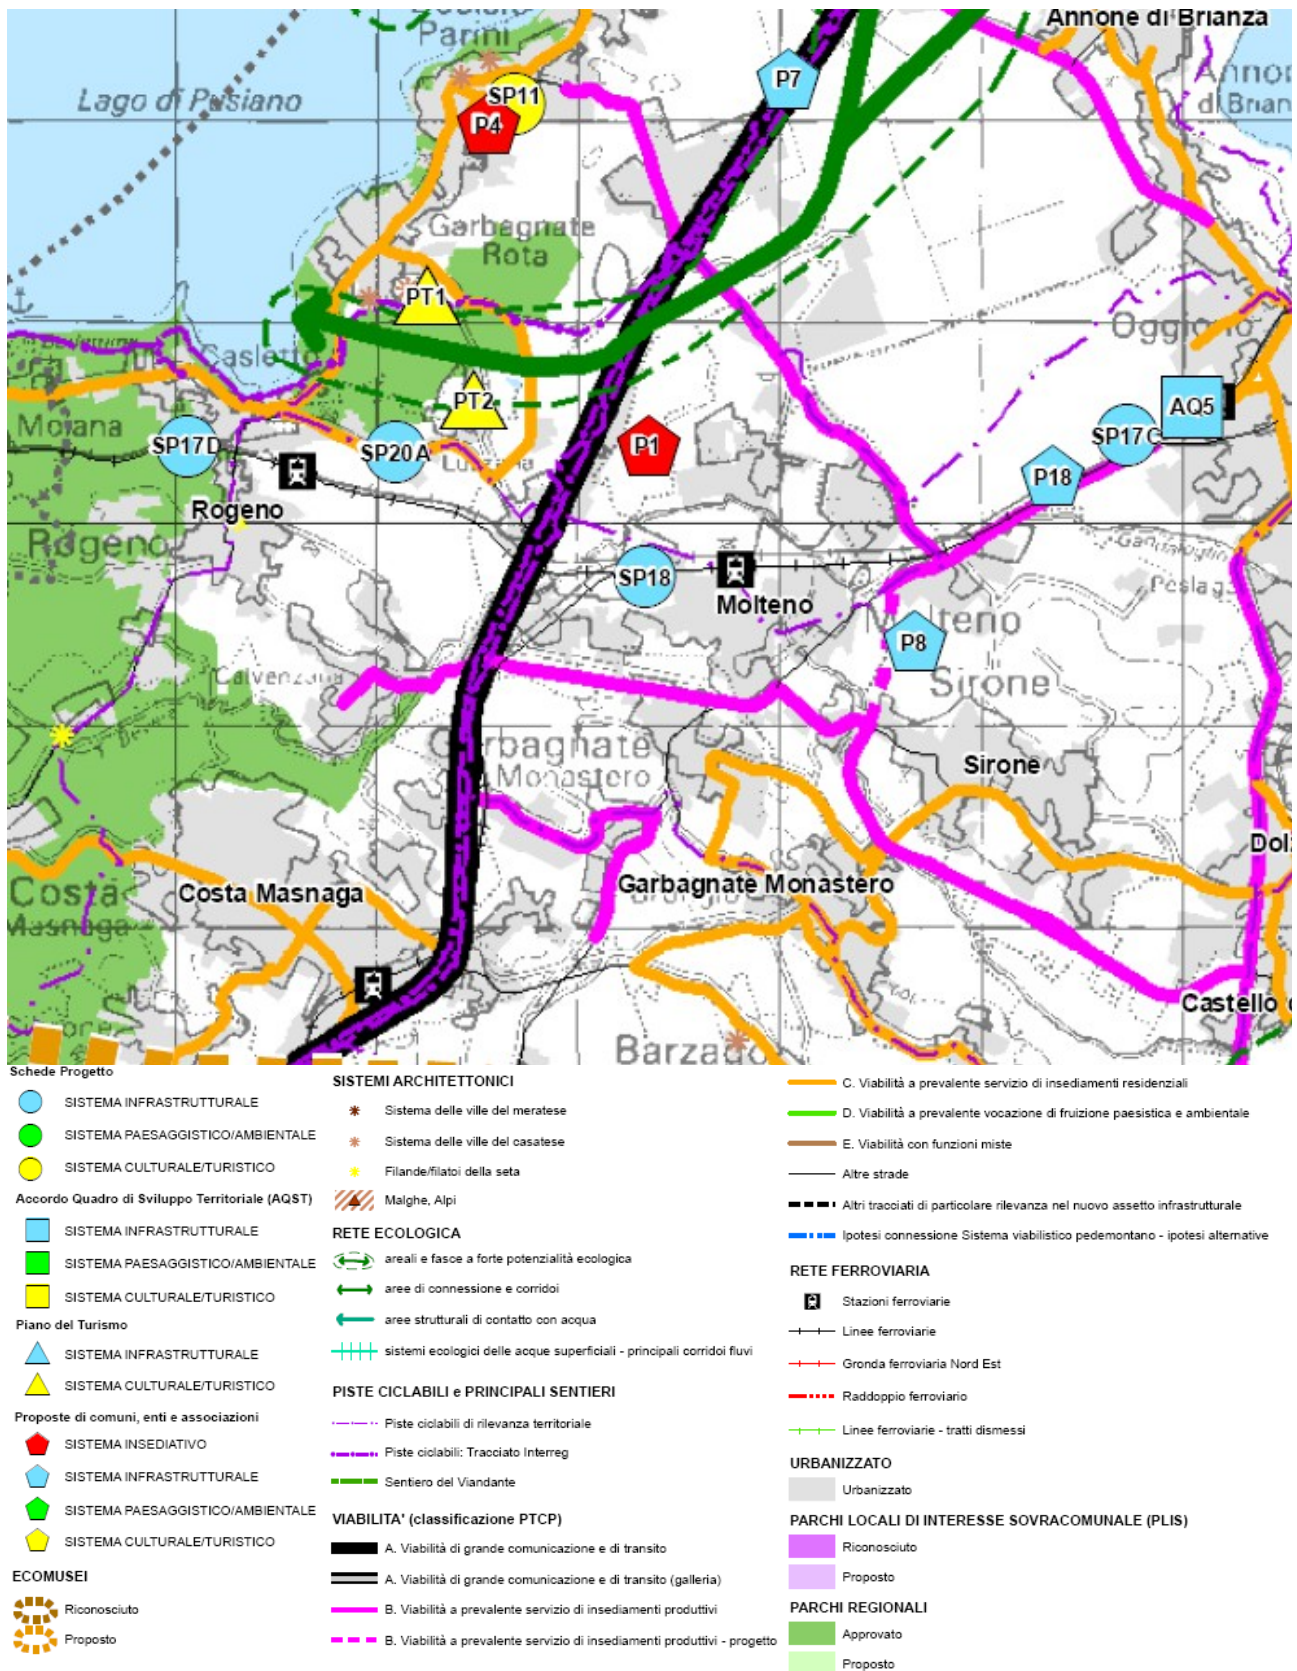 Annone di Brianza
Parini
Annon
di Brian
P7
Lago di Pusiano
SP11
P4
Garbagnate
Rota
PT1
Oggiono
Casletto
PT2
AQ5
Moiana
SP17D
SP20A
P1
SP17C
P18
Rogeno
Rogeno
SP18
Molteno
Molteno
P8
Calvenzana
Sirone
Garbagnate
Monastero
Sirone
Dolz
Costa Masnaga
Garbagnate Monastero
Costa
Masnaga
Castello d
Barzago
Schede Progetto
SISTEMA INFRASTRUTTURALE
SISTEMA PAESAGGISTICO/AMBIENTALE
SISTEMA CULTURALE/TURISTICO
Accordo Quadro di Sviluppo Territoriale (AQST)
SISTEMA INFRASTRUTTURALE
SISTEMA PAESAGGISTICO/AMBIENTALE
SISTEMA CULTURALE/TURISTICO
Piano del Turismo
SISTEMA INFRASTRUTTURALE
SISTEMA CULTURALE/TURISTICO
Proposte di comuni, enti e associazioni
SISTEMA INSEDIATIVO
SISTEMA INFRASTRUTTURALE
SISTEMA PAESAGGISTICO/AMBIENTALE
SISTEMA CULTURALE/TURISTICO
ECOMUSEI
Riconosciuto
Proposto
SISTEMI ARCHITETTONICI
Sistema delle ville del meratese
Sistema delle ville del casatese
Filande/filatoi della seta
Malghe, Alpi
RETE ECOLOGICA
areali e fasce a forte potenzialità ecologica
aree di connessione e corridoi
aree strutturali di contatto con acqua
sistemi ecologici delle acque superficiali - principali corridoi fluvi
PISTE CICLABILI e PRINCIPALI SENTIERI
Piste ciclabili di rilevanza territoriale
Piste ciclabili: Tracciato Interreg
Sentiero del Viandante
VIABILITA' (classificazione PTCP)
A. Viabilità di grande comunicazione e di transito
A. Viabilità di grande comunicazione e di transito (galleria)
B. Viabilità a prevalente servizio di insediamenti produttivi
B. Viabilità a prevalente servizio di insediamenti produttivi - progetto
C. Viabilità a prevalente servizio di insediamenti residenziali
D. Viabilità a prevalente vocazione di fruizione paesistica e ambientale
E. Viabilità con funzioni miste
Altre strade
Altri tracciati di particolare rilevanza nel nuovo assetto infrastrutturale
Ipotesi connessione Sistema viabilistico pedemontano - ipotesi alternative
RETE FERROVIARIA
Stazioni ferroviarie
Linee ferroviarie
Gronda ferroviaria Nord Est
Raddoppio ferroviario
Linee ferroviarie - tratti dismessi
URBANIZZATO
Urbanizzato
PARCHI LOCALI DI INTERESSE SOVRACOMUNALE (PLIS)
Riconosciuto
Proposto
PARCHI REGIONALI
Approvato
Proposto